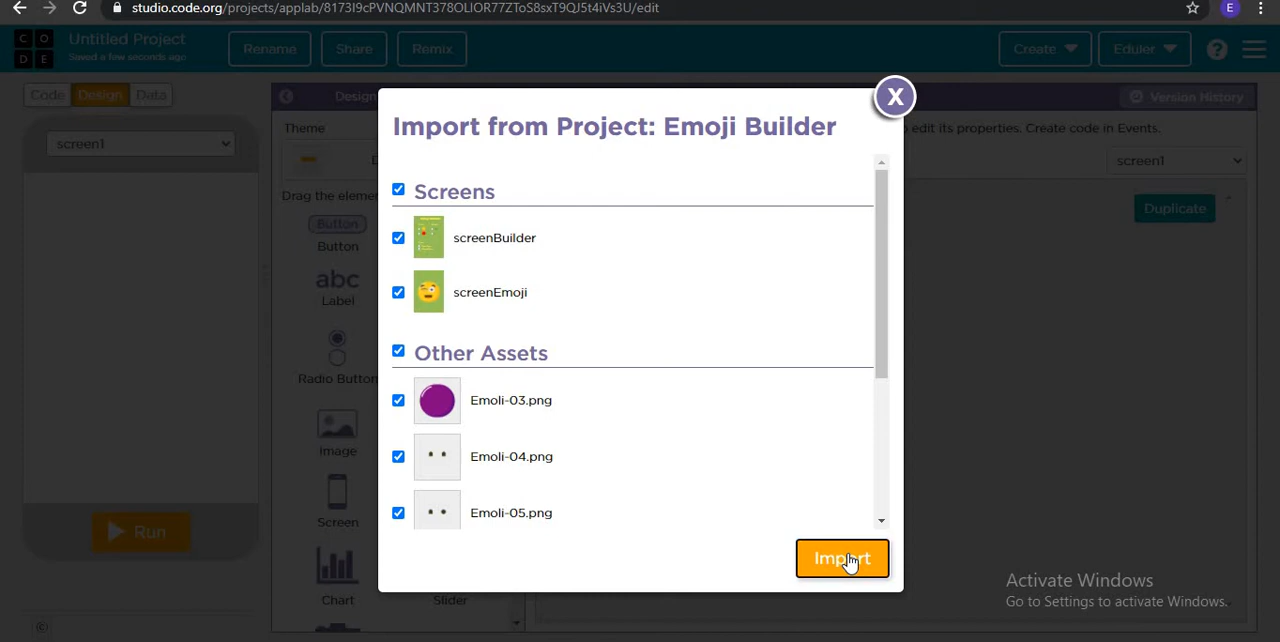 studio.code.org/projects/applab/8173I9cPVNQMNT378OLIOR77ZToS8sxT9QJ5t4iVs3U/edit
E
C O D E
Untitled Project
Saved a few seconds ago
Rename
Share
Remix
Create
Eduler
?
Code
Design
Data
Design
Version History
X
Import from Project: Emoji Builder
Theme
to edit its properties. Create code in Events.
screen1
screen1
D
Drag the eleme
Duplicate
Screens
Button
Button
screenBuilder
abc
Label
screenEmoji
Other Assets
Radio Button
Emoli-03.png
Image
Emoli-04.png
Emoli-05.png
Screen
Run
Import
Activate Windows
Go to Settings to activate Windows.
Chart
Slider